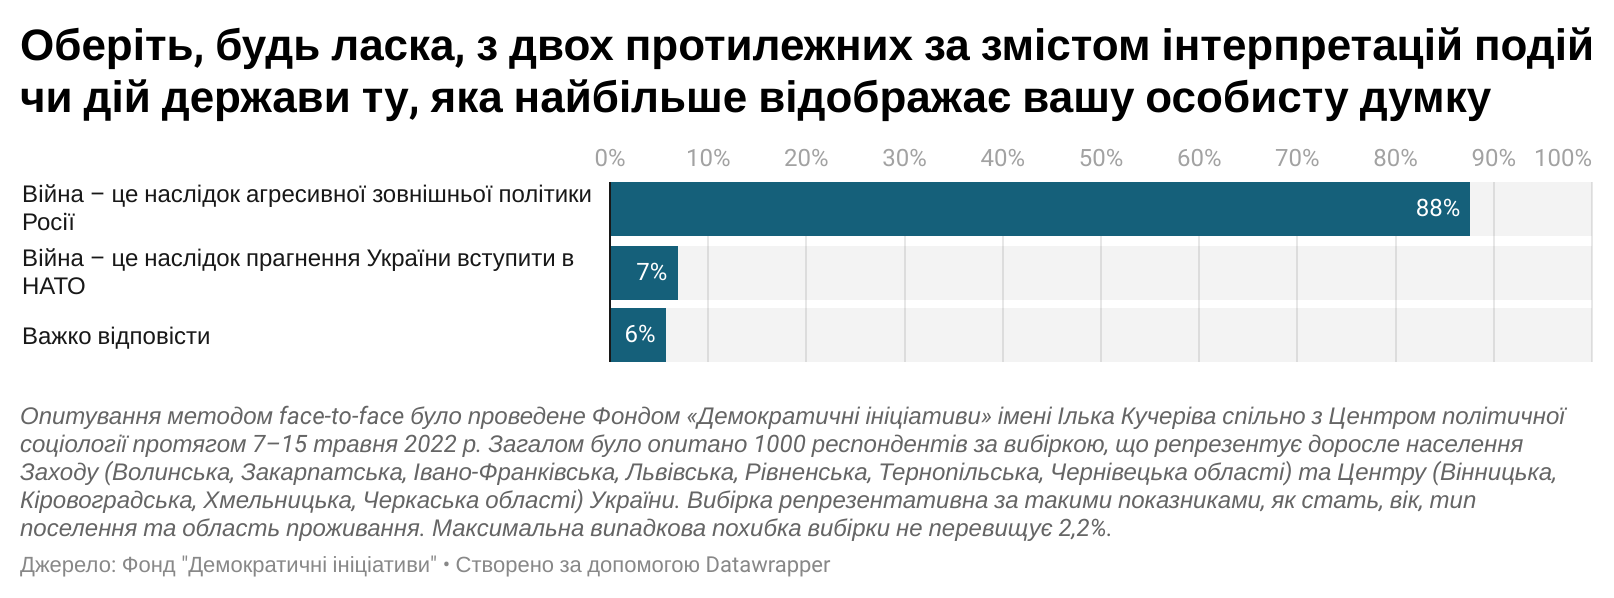 Оберіть, будь ласка, з двох протилежних за змістом інтерпретацій подій
чи дій держави ту, яка найбільше відображає вашу особисту думку
0% 10% 20% 30% 40% 50% 60% 70% 80% 90% 100%
Війна – це наслідок агресивної зовнішньої політики
Росії
88%
Війна – це наслідок прагнення України вступити в
НАТО
7%
Важко відповісти
6%
Опитування методом face-to-face було проведене Фондом «Демократичні ініціативи» імені Ілька Кучеріва спільно з Центром політичної
соціології протягом 7–15 травня 2022 р. Загалом було опитано 1000 респондентів за вибіркою, що репрезентує доросле населення
Заходу (Волинська, Закарпатська, Івано-Франківська, Львівська, Рівненська, Тернопільська, Чернівецька області) та Центру (Вінницька,
Кіровоградська, Хмельницька, Черкаська області) України. Вибірка репрезентативна за такими показниками, як стать, вік, тип
поселення та область проживання. Максимальна випадкова похибка вибірки не перевищує 2,2%.
Джерело: Фонд "Демократичні ініціативи" • Створено за допомогою Datawrapper